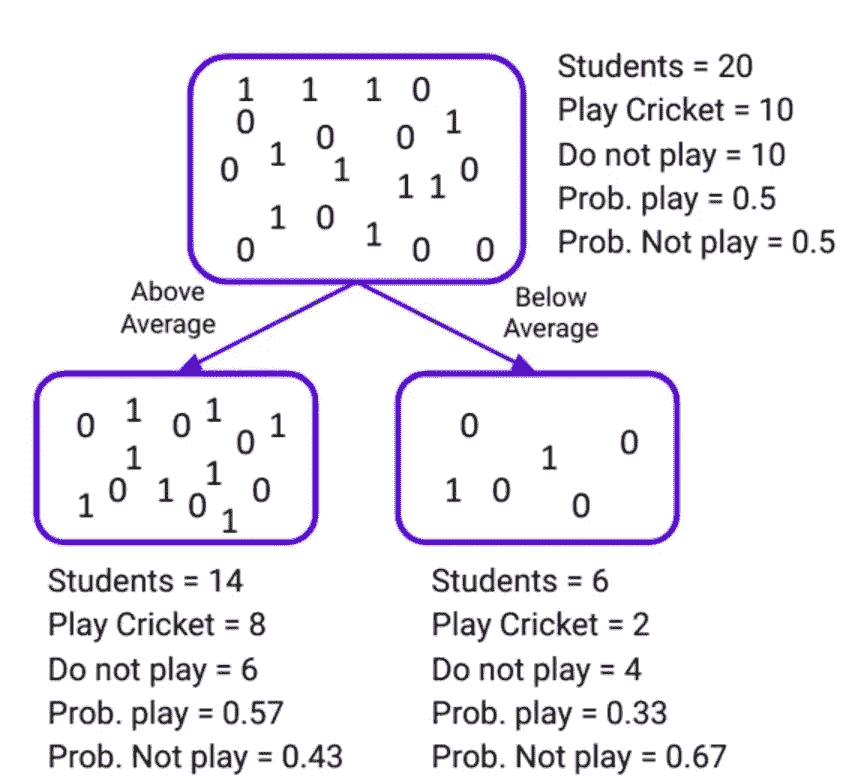 1 1 1 0
0 0 0 1
0 1 1 1 1 0
1 0 1
0 0 0
Students = 20
Play Cricket = 10
Do not play = 10
Prob. play = 0.5
Prob. Not play = 0.5
Above
Average
Below
Average
0 1 0 1 0 1
1 1
1 0 1 0 0
1
Students = 14
Play Cricket = 8
Do not play = 6
Prob. play = 0.57
Prob. Not play = 0.43
0 0
1
1 0 0
Students = 6
Play Cricket = 2
Do not play = 4
Prob. play = 0.33
Prob. Not play = 0.67